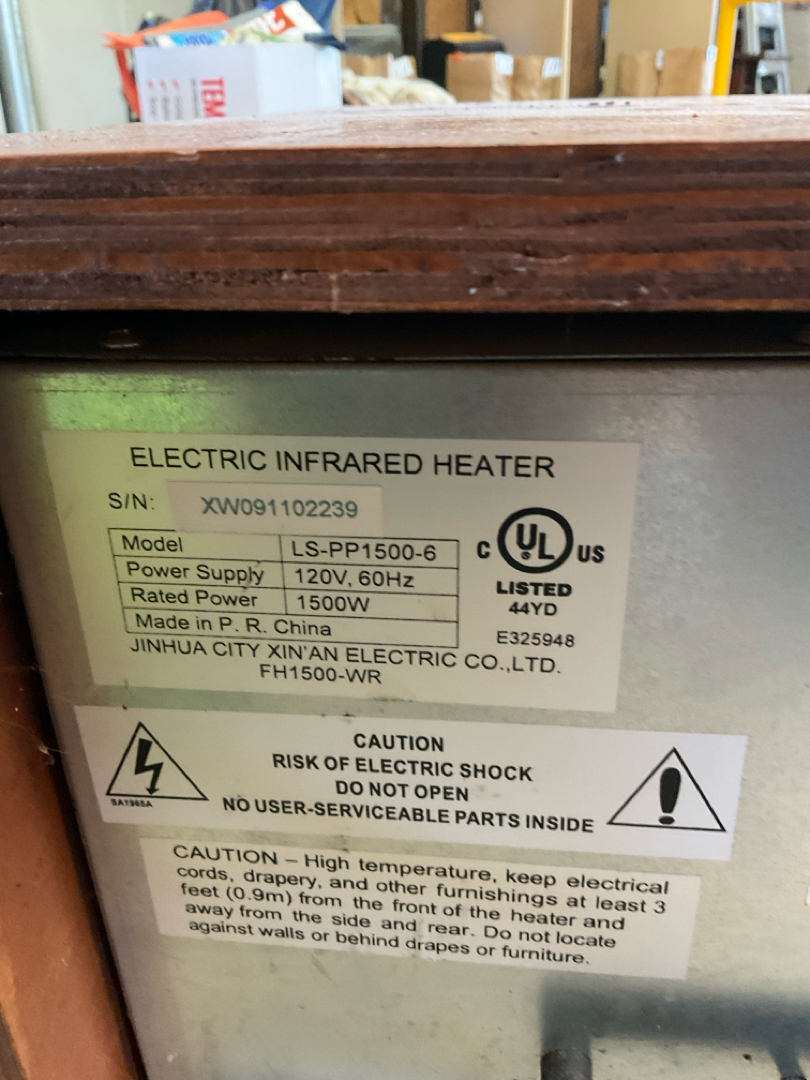 TEM
ELECTRIC INFRARED HEATER
S/N: XW091102239
Model LS-PP1500-6
Power Supply 120V, 60Hz
Rated Power 1500W
Made in P. R. China
C UL US
®
LISTED
44YD
E325948
JINHUA CITY XIN'AN ELECTRIC CO.,LTD.
FH1500-WR
CAUTION
RISK OF ELECTRIC SHOCK
DO NOT OPEN
NO USER-SERVICEABLE PARTS INSIDE
SA1965A
CAUTION – High temperature, keep electrical
cords, drapery, and other furnishings at least 3
feet (0.9m) from the front of the heater and
away from the side and rear. Do not locate
against walls or behind drapes or furniture.